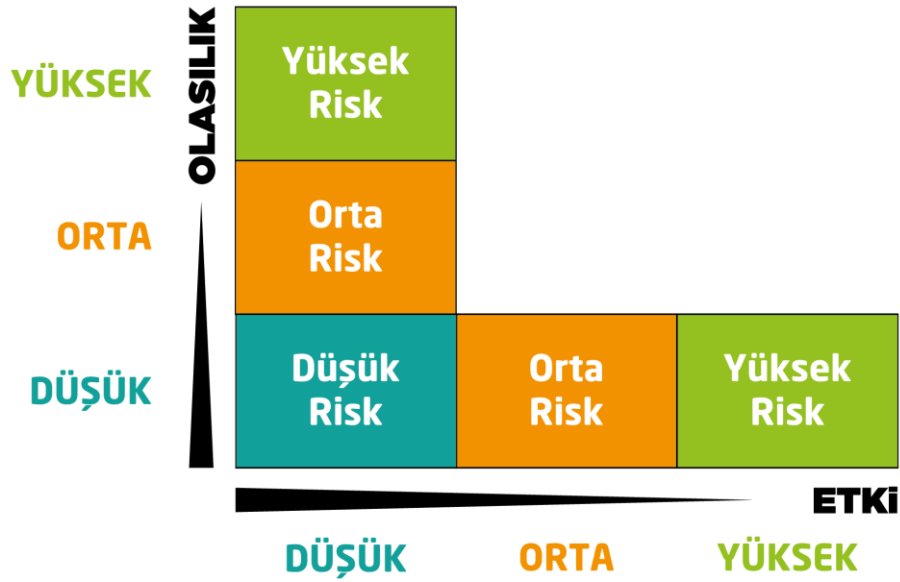 OLASILIK
YÜKSEK
Yüksek
Risk
ORTA
Orta
Risk
DÜŞÜK
Düşük
Risk
Orta
Risk
Yüksek
Risk
ETKi
DÜŞÜK
ORTA
YÜKSEK